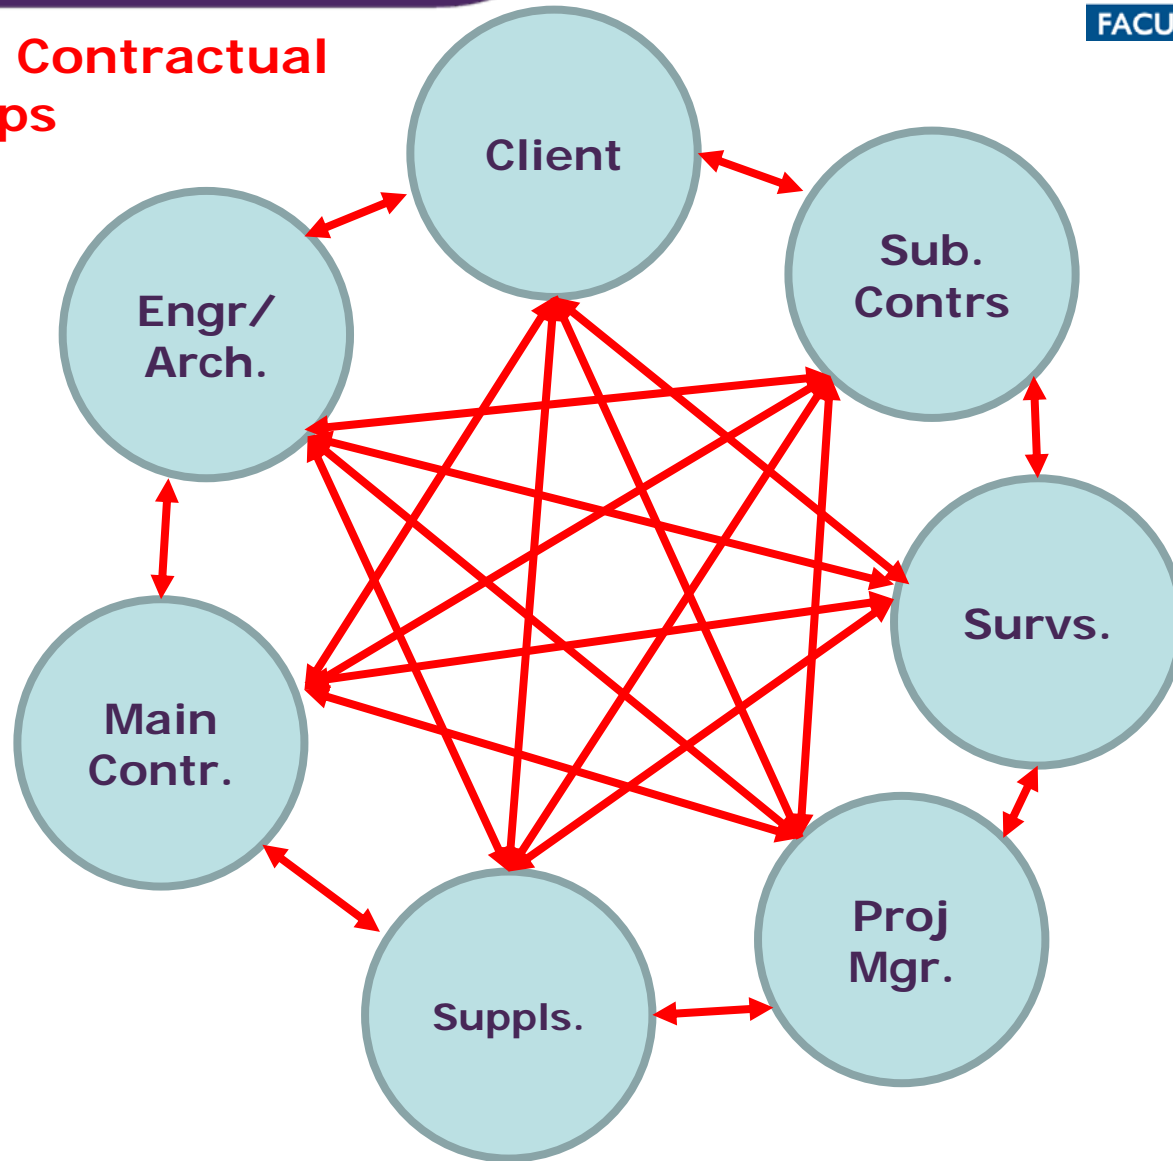 Contractual
ps
FACU
Client
Sub.
Contrs
Engr/
Arch.
Survs.
Main
Contr.
Proj
Mgr.
Suppls.